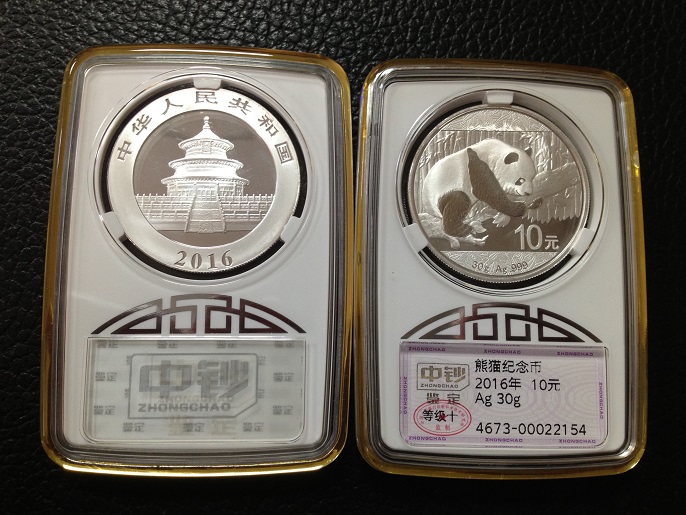 中华人民共和国
2016
中钞
ZHONGCHAO
鉴定
10元
30g Ag .999
中钞
ZHONGCHAO
鉴定
等级
熊猫纪念币
2016年 10元
Ag 30g
4673-00022154
ZHONGCHAO